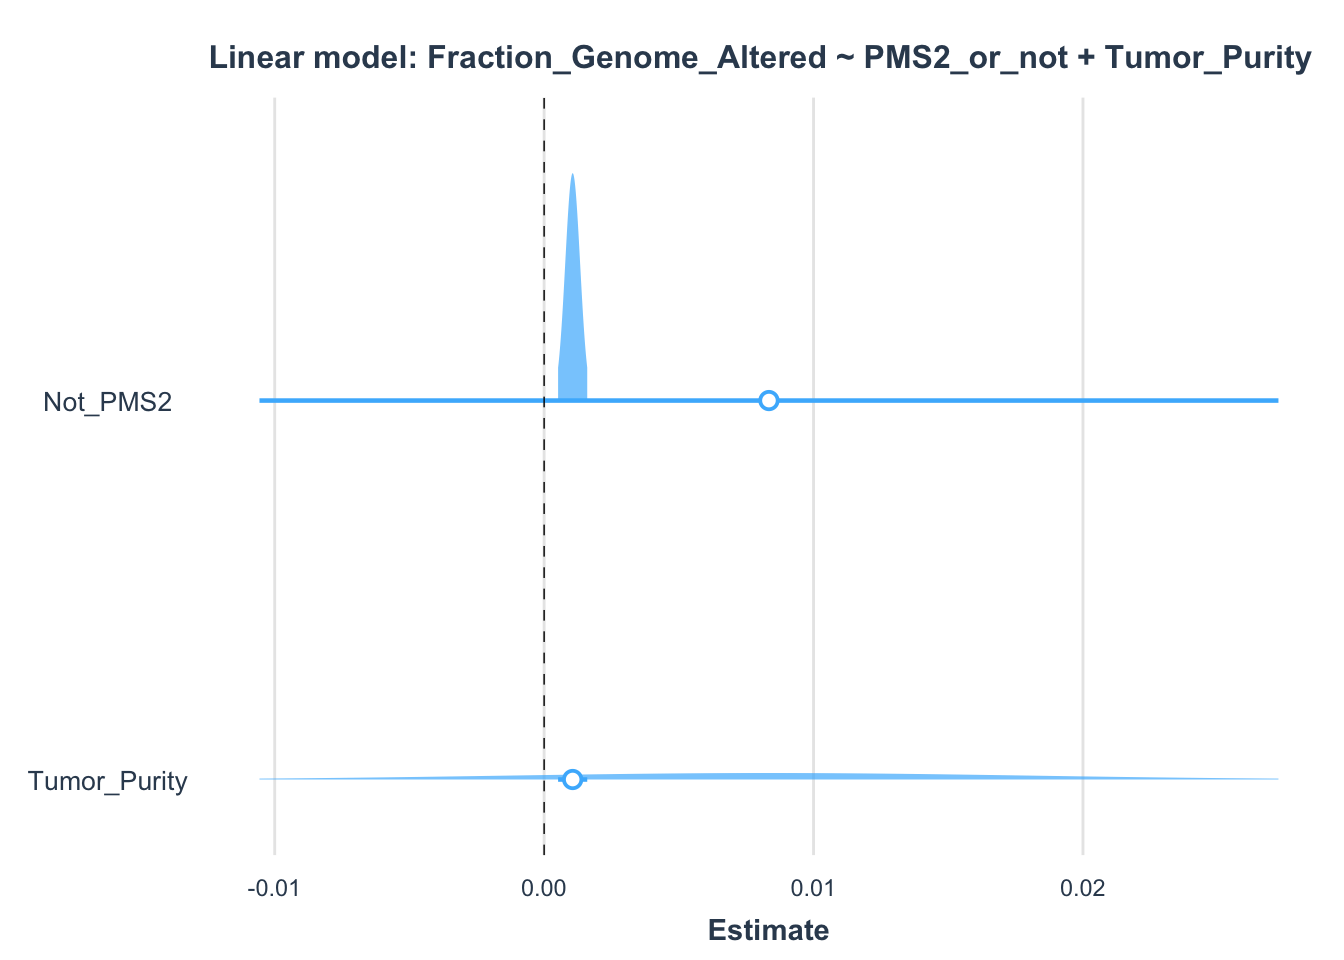 Linear model: Fraction_Genome_Altered ~ PMS2_or_not + Tumor_Purity
Not_PMS2
Tumor_Purity
-0.01 0.00 0.01 0.02
Estimate